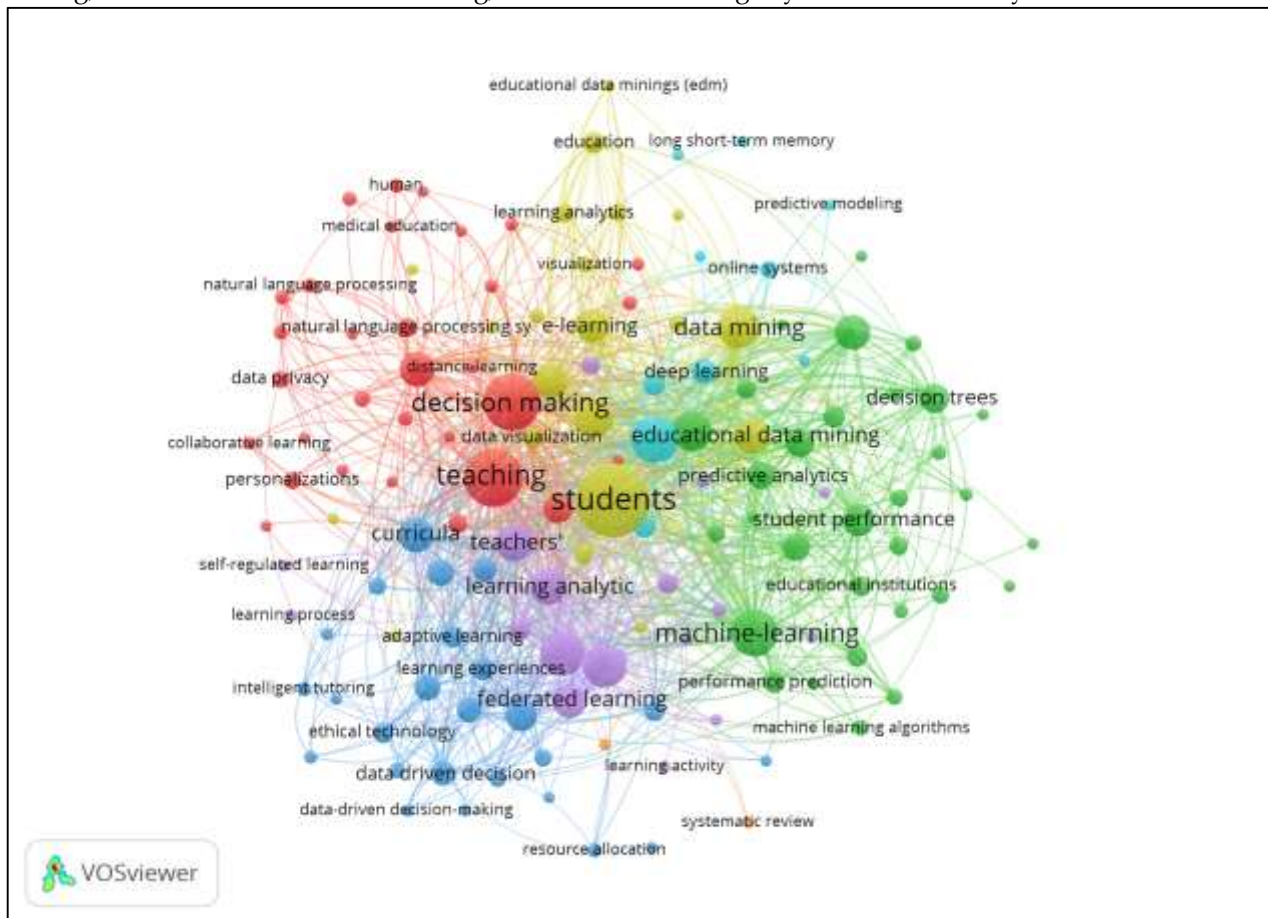 educational data minings (edm)
education
long short-term memory
human
predictive modeling
learning analytics
medical education
visualization
online systems
natural language processing
natural language processing sy
e-learning
data mining
distance-learning
deep learning
data privacy
decision making
decision trees
data visualization
educational data mining
collaborative learning
teaching
predictive analytics
personalizations
students
student performance
curricula
teachers'
self-regulated learning
learning analytic
educational institutions
learning process
adaptive learning
machine-learning
learning experiences
intelligent tutoring
federated learning
performance prediction
ethical technology
machine learning algorithms
data driven decision
learning activity
data-driven decision-making
systematic review
resource allocation
VOSviewer